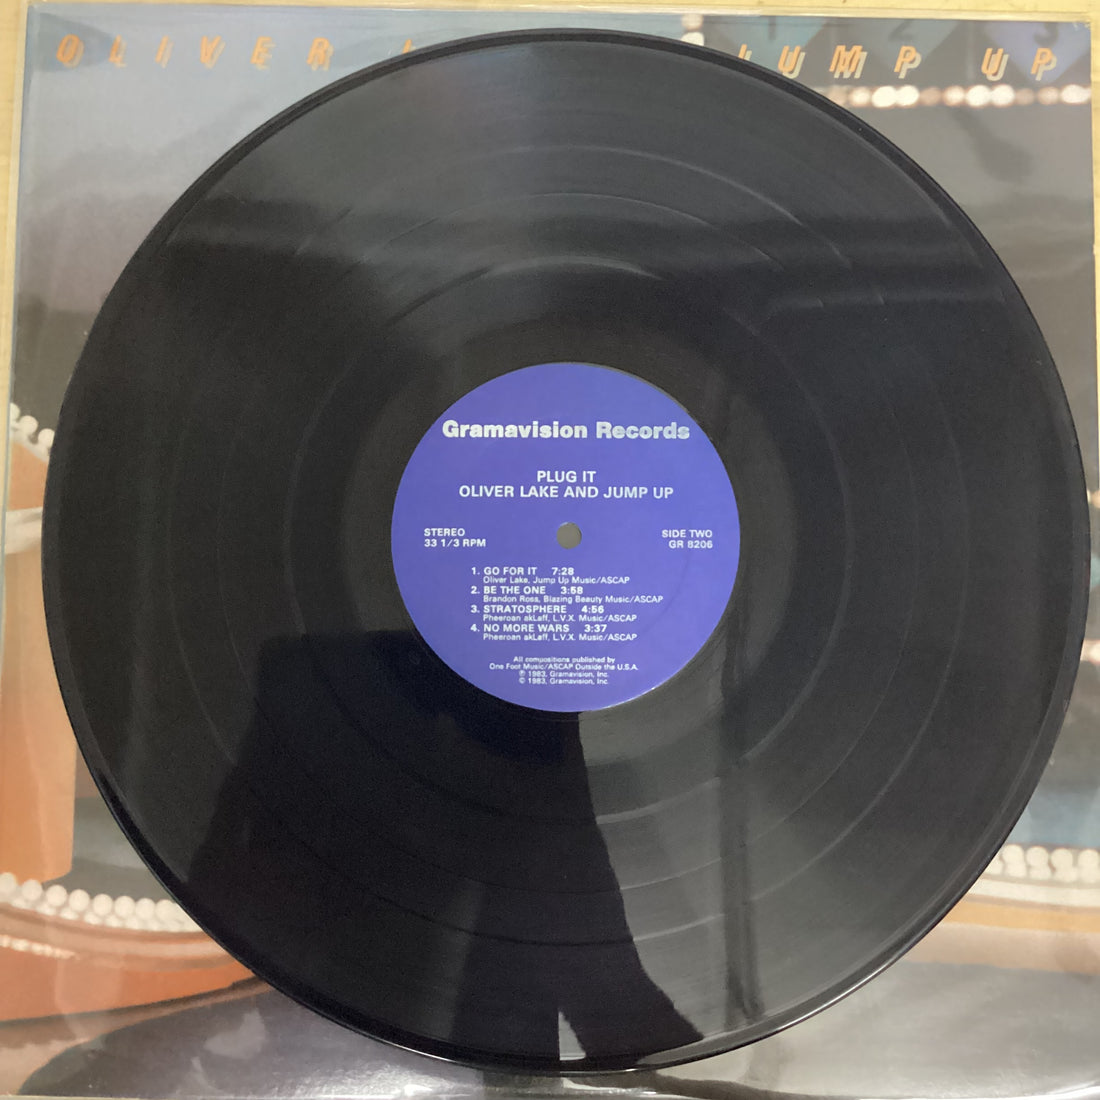 OLIVER
JUMP UP
Gramavision Records
PLUG IT
OLIVER LAKE AND JUMP UP
STEREO
33 1/3 RPM
SIDE TWO
GR 8206
1. GO FOR IT 7:28
Oliver Lake, Jump Up Music/ASCAP
2. BE THE ONE 3:58
Brandon Ross, Blazing Beauty Music/ASCAP
3. STRATOSPHERE 4:56
Pheeroan akLaff, L.V.X. Music/ASCAP
4. NO MORE WARS 3:37
Pheeroan akLaff, L.V.X. Music/ASCAP
All compositions published by
One Foot Music/ASCAP Outside the U.S.A.
℗ 1983, Gramavision, Inc.
© 1983, Gramavision, Inc.